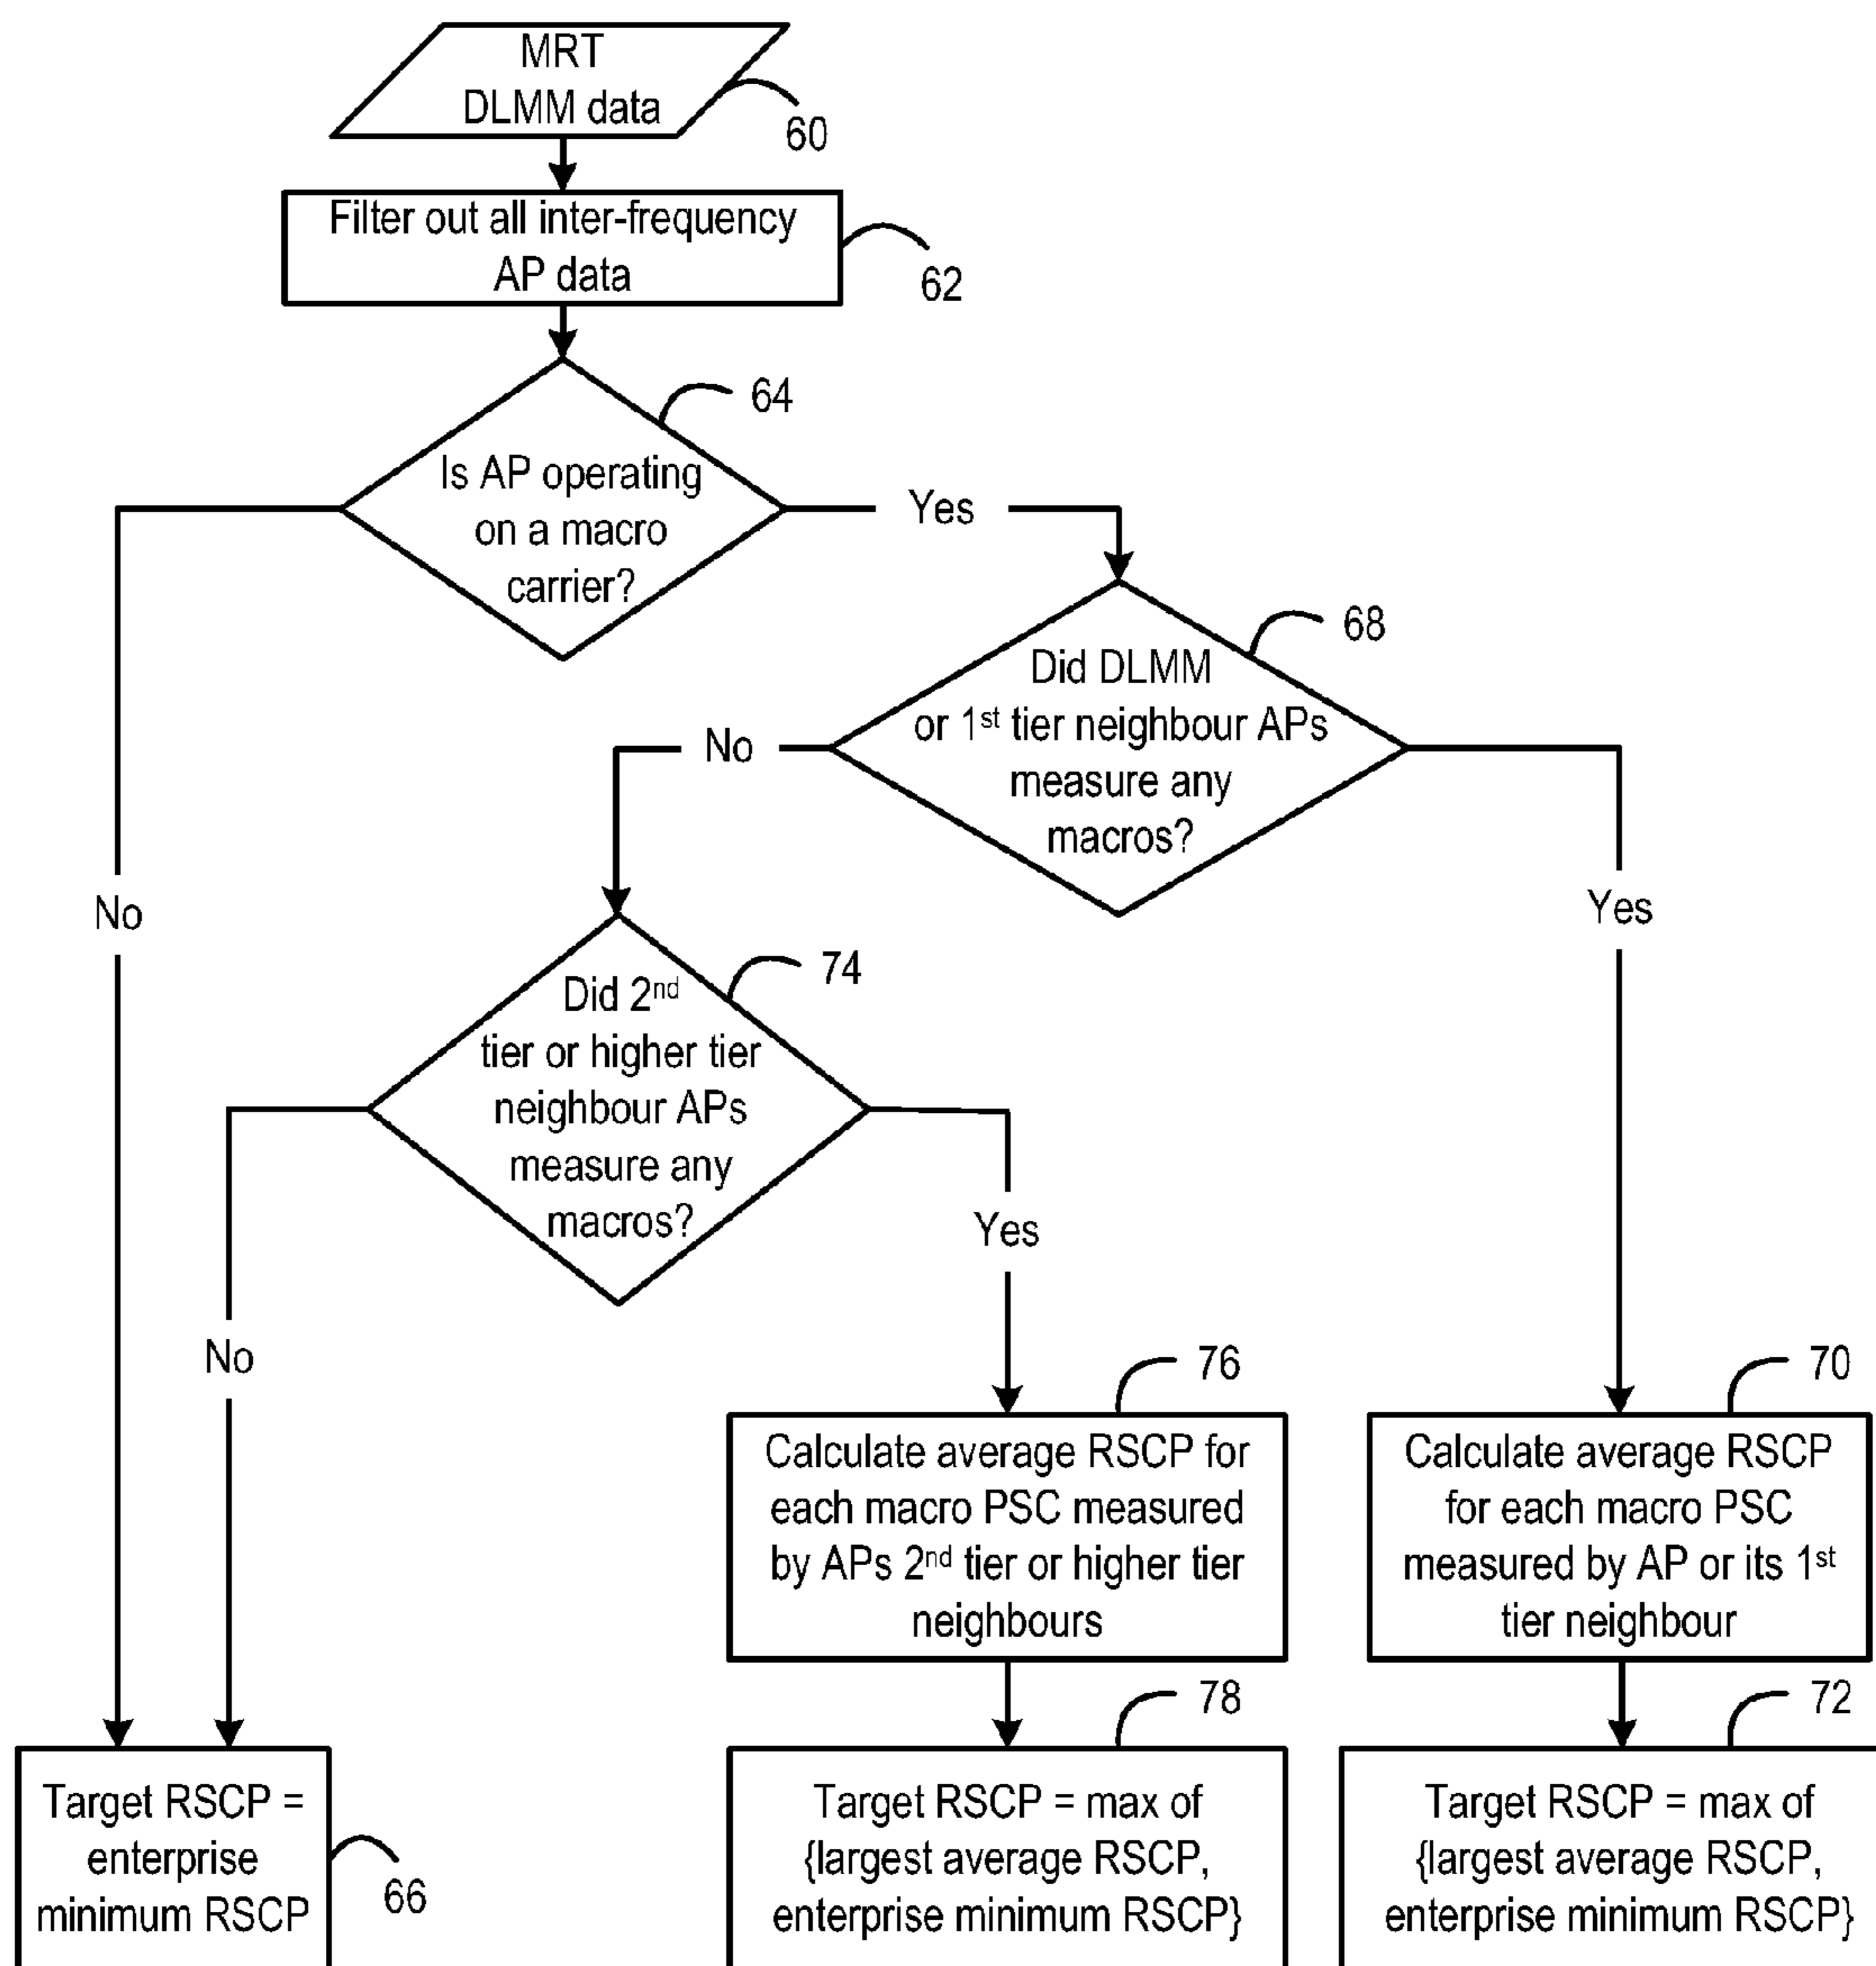 MRT
DLMM data
60
Filter out all inter-frequency
AP data
62
64
Is AP operating
on a macro
carrier?
Yes
No
68
Did DLMM
or 1st tier neighbour APs
measure any
macros?
No
Yes
74
Did 2nd
tier or higher tier
neighbour APs
measure any
macros?
Yes
No
76
Calculate average RSCP for
each macro PSC measured
by APs 2nd tier or higher tier
neighbours
70
Calculate average RSCP
for each macro PSC
measured by AP or its 1st
tier neighbour
Target RSCP =
enterprise
minimum RSCP
66
78
Target RSCP = max of
{largest average RSCP,
enterprise minimum RSCP}
72
Target RSCP = max of
{largest average RSCP,
enterprise minimum RSCP}